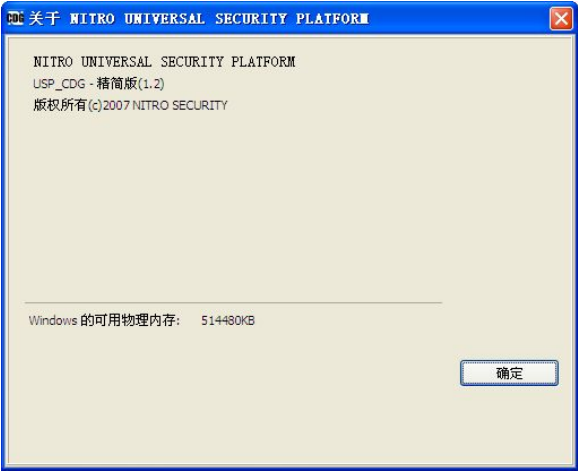 CDG 关于 NITRO UNIVERSAL SECURITY PLATFORM
NITRO UNIVERSAL SECURITY PLATFORM
USP_CDG - 精简版(1.2)
版权所有(c)2007 NITRO SECURITY
Windows 的可用物理内存: 514480KB
确定